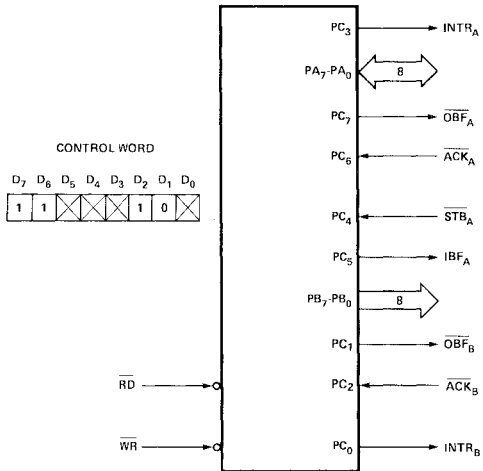 PC3 INTRA
PA7-PA0 8
PC7 OBFA
CONTROL WORD
PC6 ACKA
D7 D6 D5 D4 D3 D2 D1 D0
1 1 1 0
PC4 STBA
PC5 IBFA
PB7-PB0 8
PC1 OBFB
RD PC2 ACKB
WR PC0 INTRB